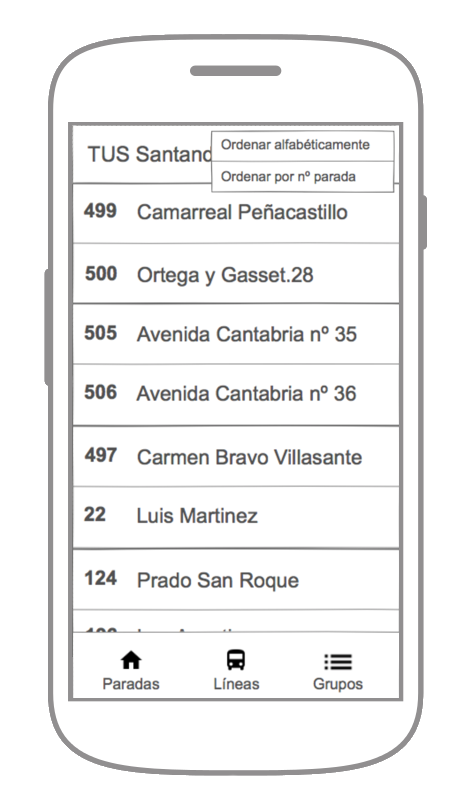 TUS Santand
Ordenar alfabéticamente
Ordenar por nº parada
499 Camarreal Peñacastillo
500 Ortega y Gasset.28
505 Avenida Cantabria nº 35
506 Avenida Cantabria nº 36
497 Carmen Bravo Villasante
22 Luis Martinez
124 Prado San Roque
Paradas Líneas Grupos